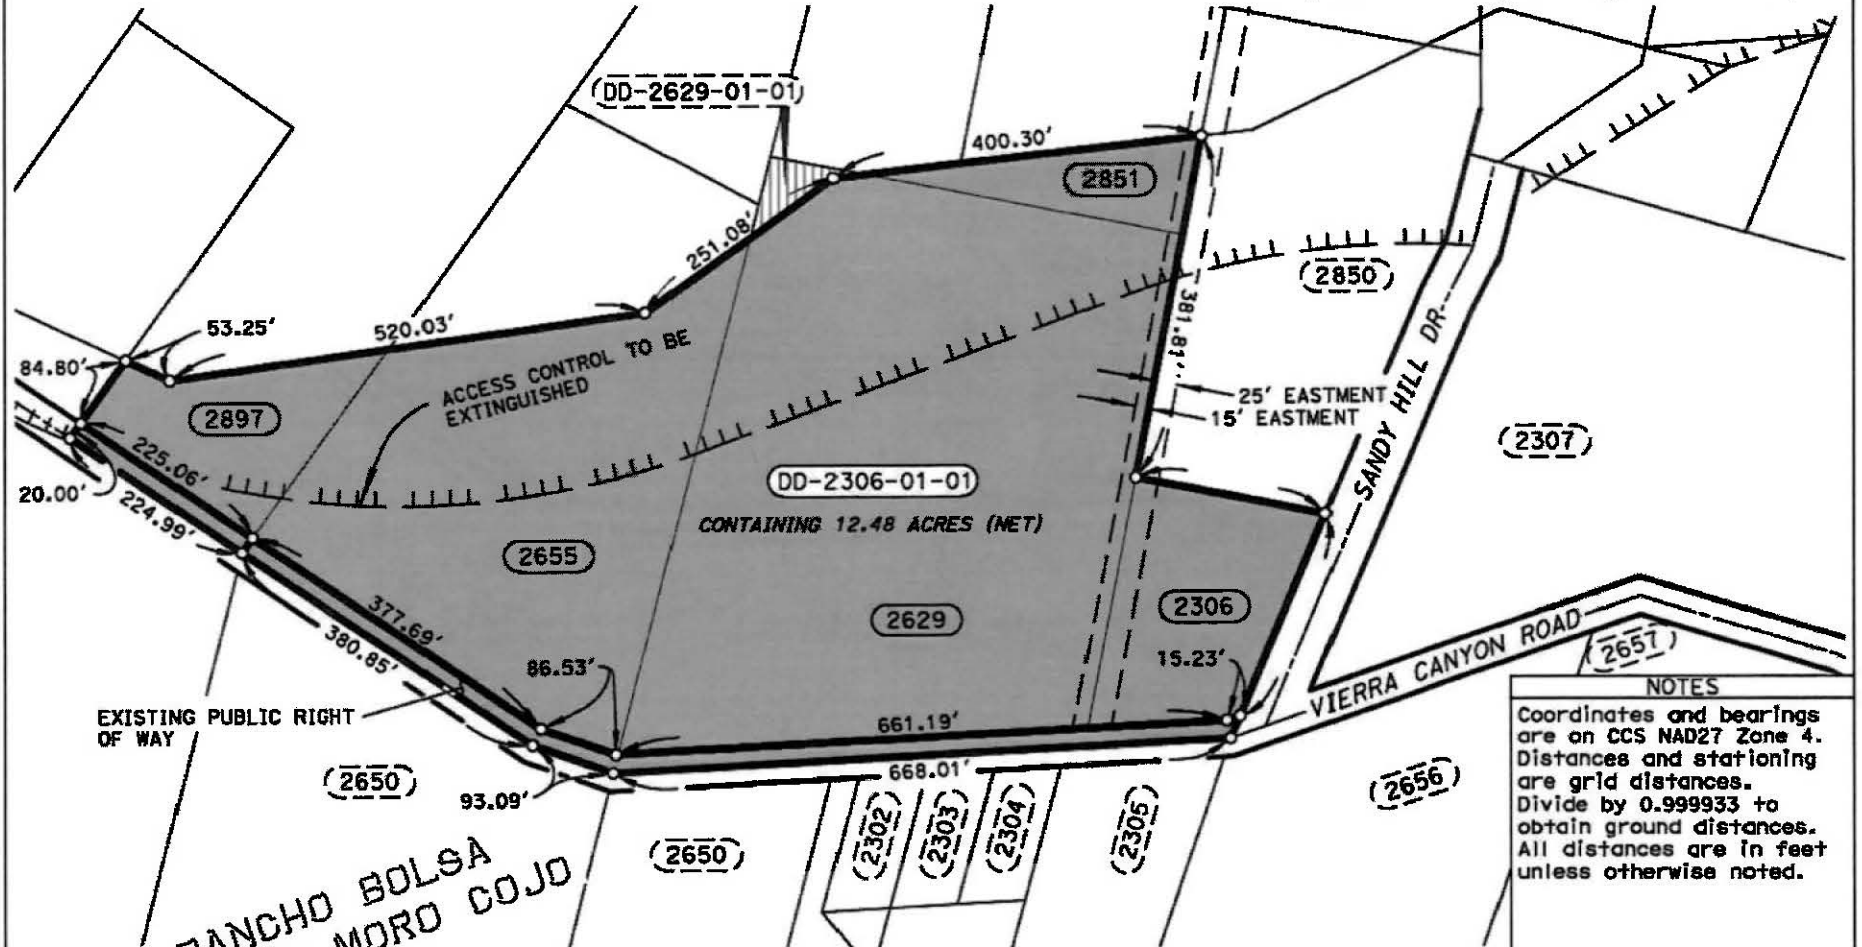 (DD-2629-01-01)
400.30'
2851
251.08'
53.25'
520.03'
84.80'
ACCESS CONTROL TO BE
EXTINGUISHED
381.81'
2850
SANDY HILL DR
25' EASTMENT
15' EASTMENT
2307
2897
225.06'
20.00'
224.99'
DD-2306-01-01
CONTAINING 12.48 ACRES (NET)
2655
2629
2306
377.69'
380.85'
86.53'
15.23'
661.19'
VIERRA CANYON ROAD
2657
EXISTING PUBLIC RIGHT
OF WAY
2650
93.09'
668.01'
2656
2650
2302
2303
2304
2305
RANCHO BOLSA
MORO COJO
NOTES
Coordinates and bearings
are on CCS NAD27 Zone 4.
Distances and stationing
are grid distances.
Divide by 0.999933 to
obtain ground distances.
All distances are in feet
unless otherwise noted.